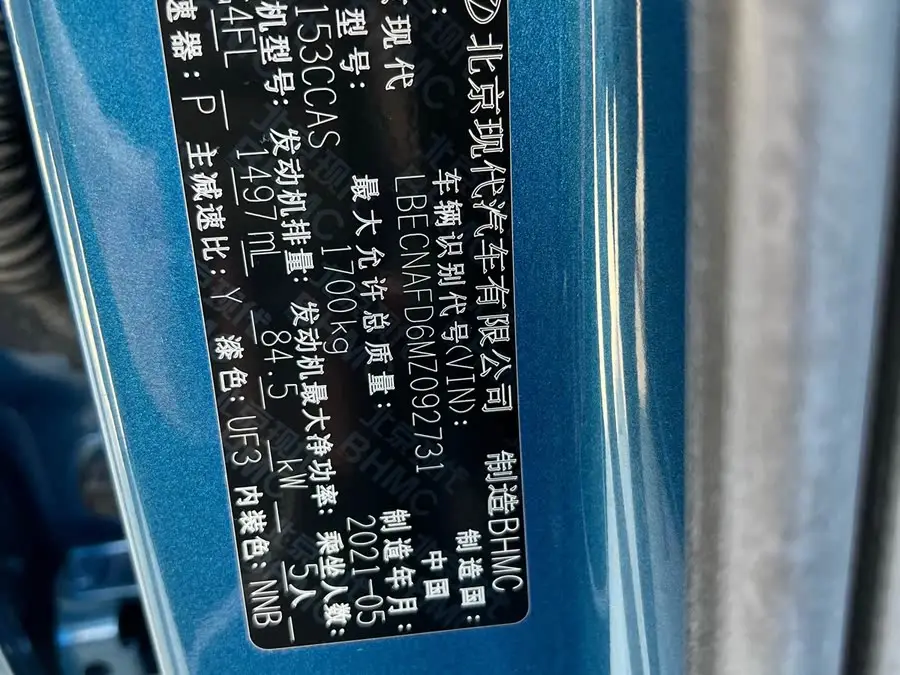 北京现代汽车有限公司 制造BHMC
车辆识别代号(VIN): 制造国:
现代 LBECNAFD6MZ092731 中国
型号: 最大允许总质量: 制造年月:
153CCAS 1700kg 2021-05
机型号: 发动机排量: 发动机最大净功率: 乘坐人数:
G4FL 1497ml 84.5 kW 5人
速器: P 主减速比: Y 漆色: UF3 内装色: NNB